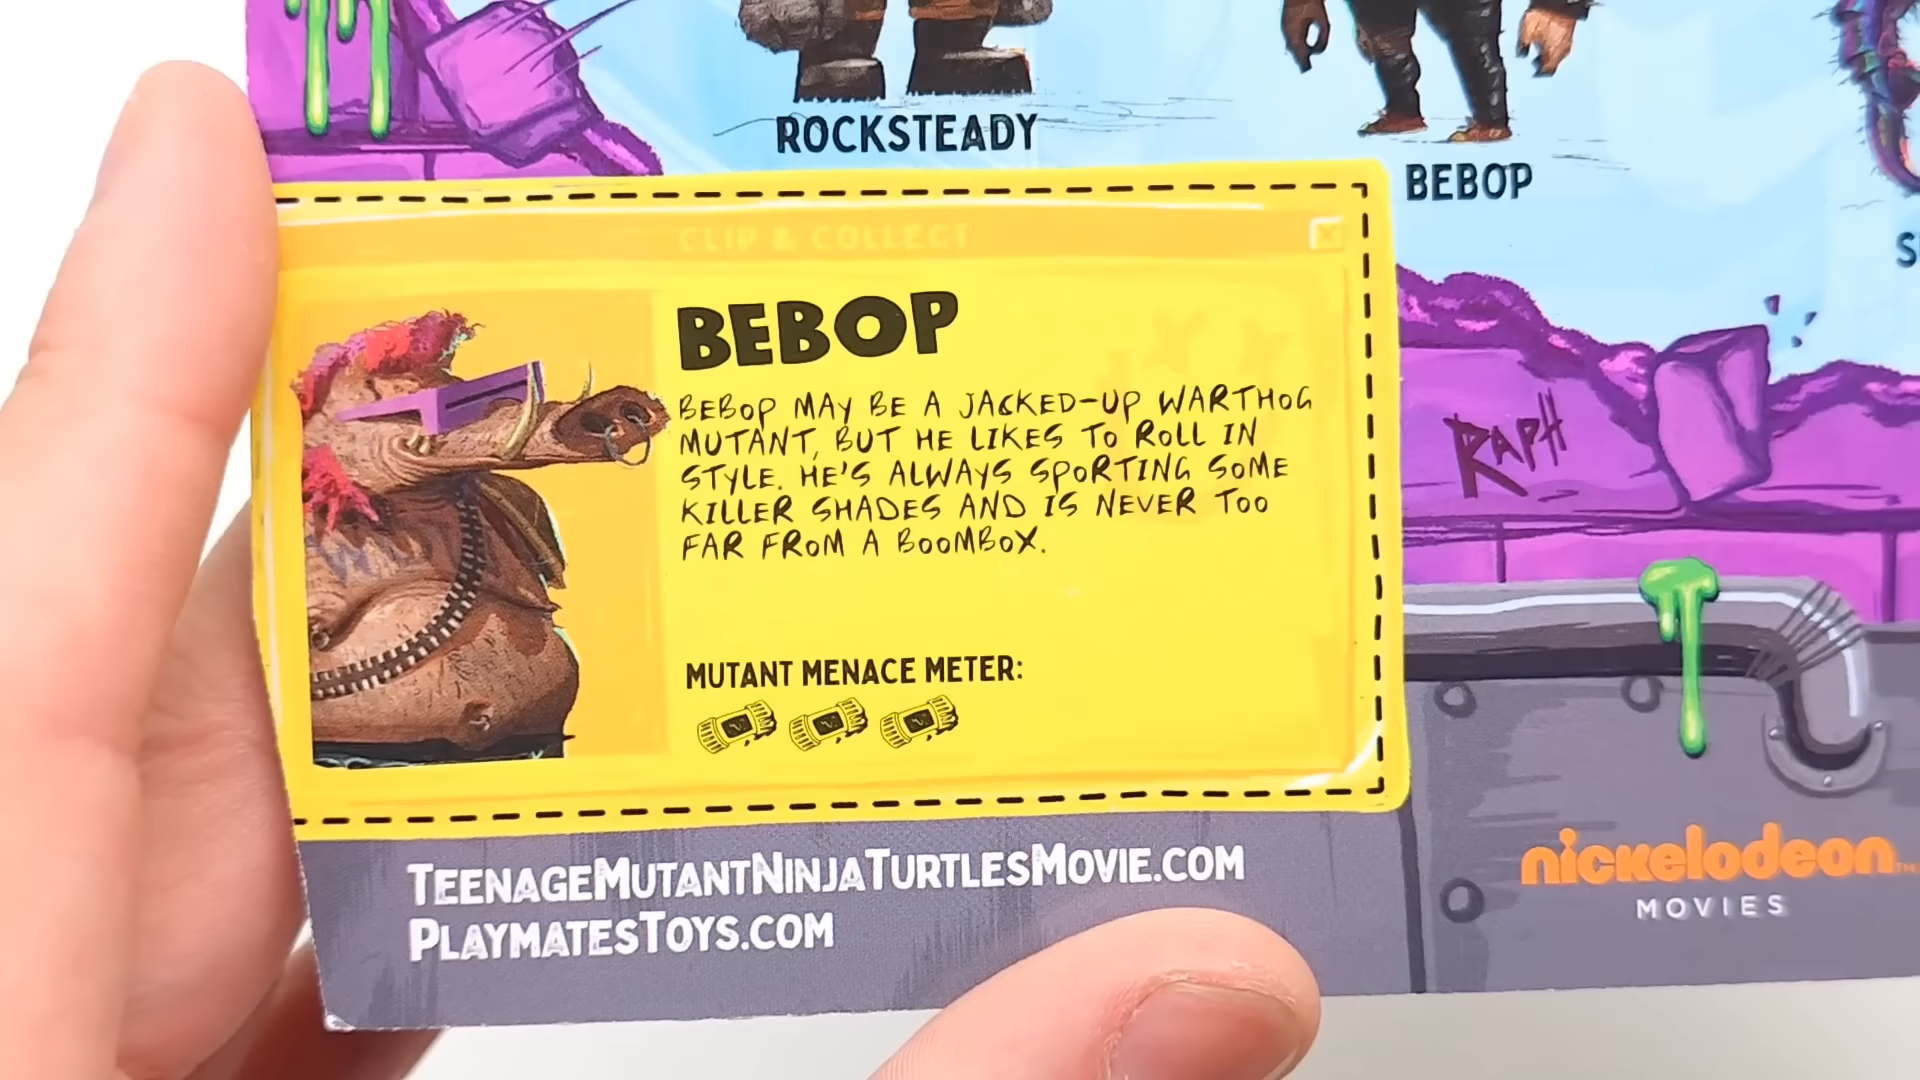 ROCKSTEADY
BEBOP
CLIP & COLLECT
BEBOP
BEBOP MAY BE A JACKED-UP WARTHOG
MUTANT, BUT HE LIKES TO ROLL IN
STYLE. HE'S ALWAYS SPORTING SOME
KILLER SHADES AND IS NEVER TOO
FAR FROM A BOOMBOX.
MUTANT MENACE METER:
RAPH
TEENAGEMUTANTNINJATURTLESMOVIE.COM
PLAYMATESTOYS.COM
nickelodeon
MOVIES